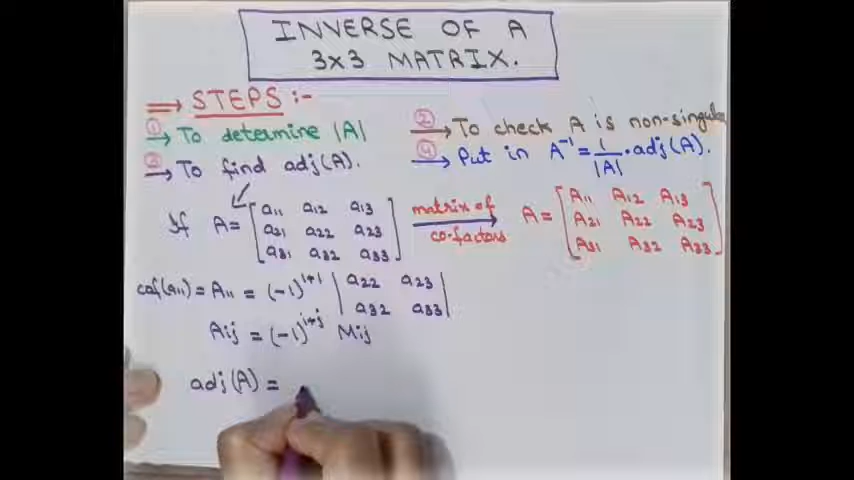 INVERSE OF A
3x3 MATRIX.
⇒ STEPS :-
① → To determine |A|
② → To check A is non-singular
③ → To find adj(A).
④ → Put in A⁻¹ = 1/|A| · adj(A).
If A = [a11 a12 a13
a21 a22 a23
a31 a32 a33]
matrix of
co-factors
A = [A11 A12 A13
A21 A22 A23
A31 A32 A33]
cof(a11) = A11 = (-1)^1+1 |a22 a23
a32 a33|
Aij = (-1)^i+j Mij
adj(A) =